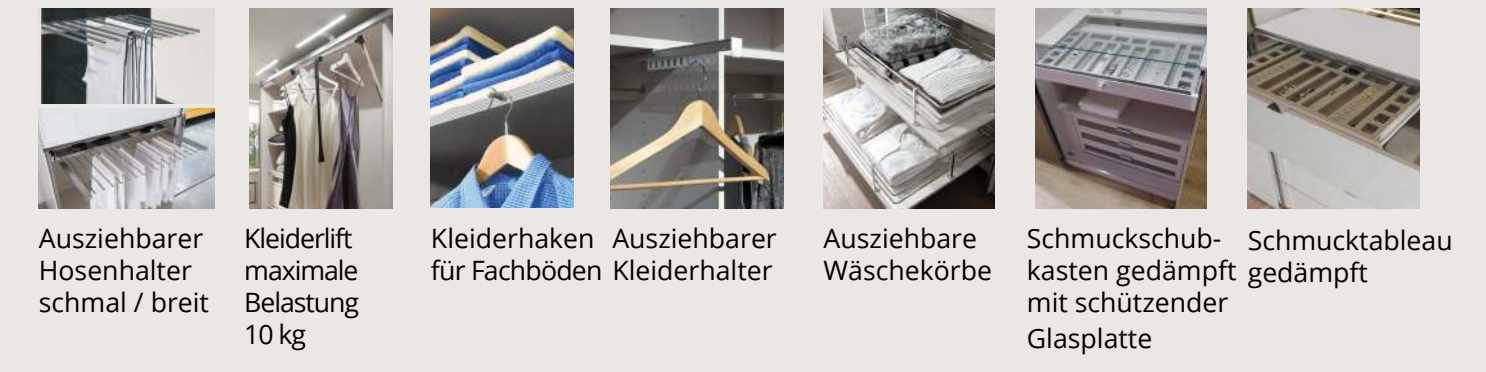 Ausziehbarer
Hosenhalter
schmal / breit
Kleiderlift
maximale
Belastung
10 kg
Kleiderhaken
für Fachböden
Ausziehbarer
Kleiderhalter
Ausziehbare
Wäschekörbe
Schmuckschub-
kasten gedämpft
mit schützender
Glasplatte
Schmucktableau
gedämpft